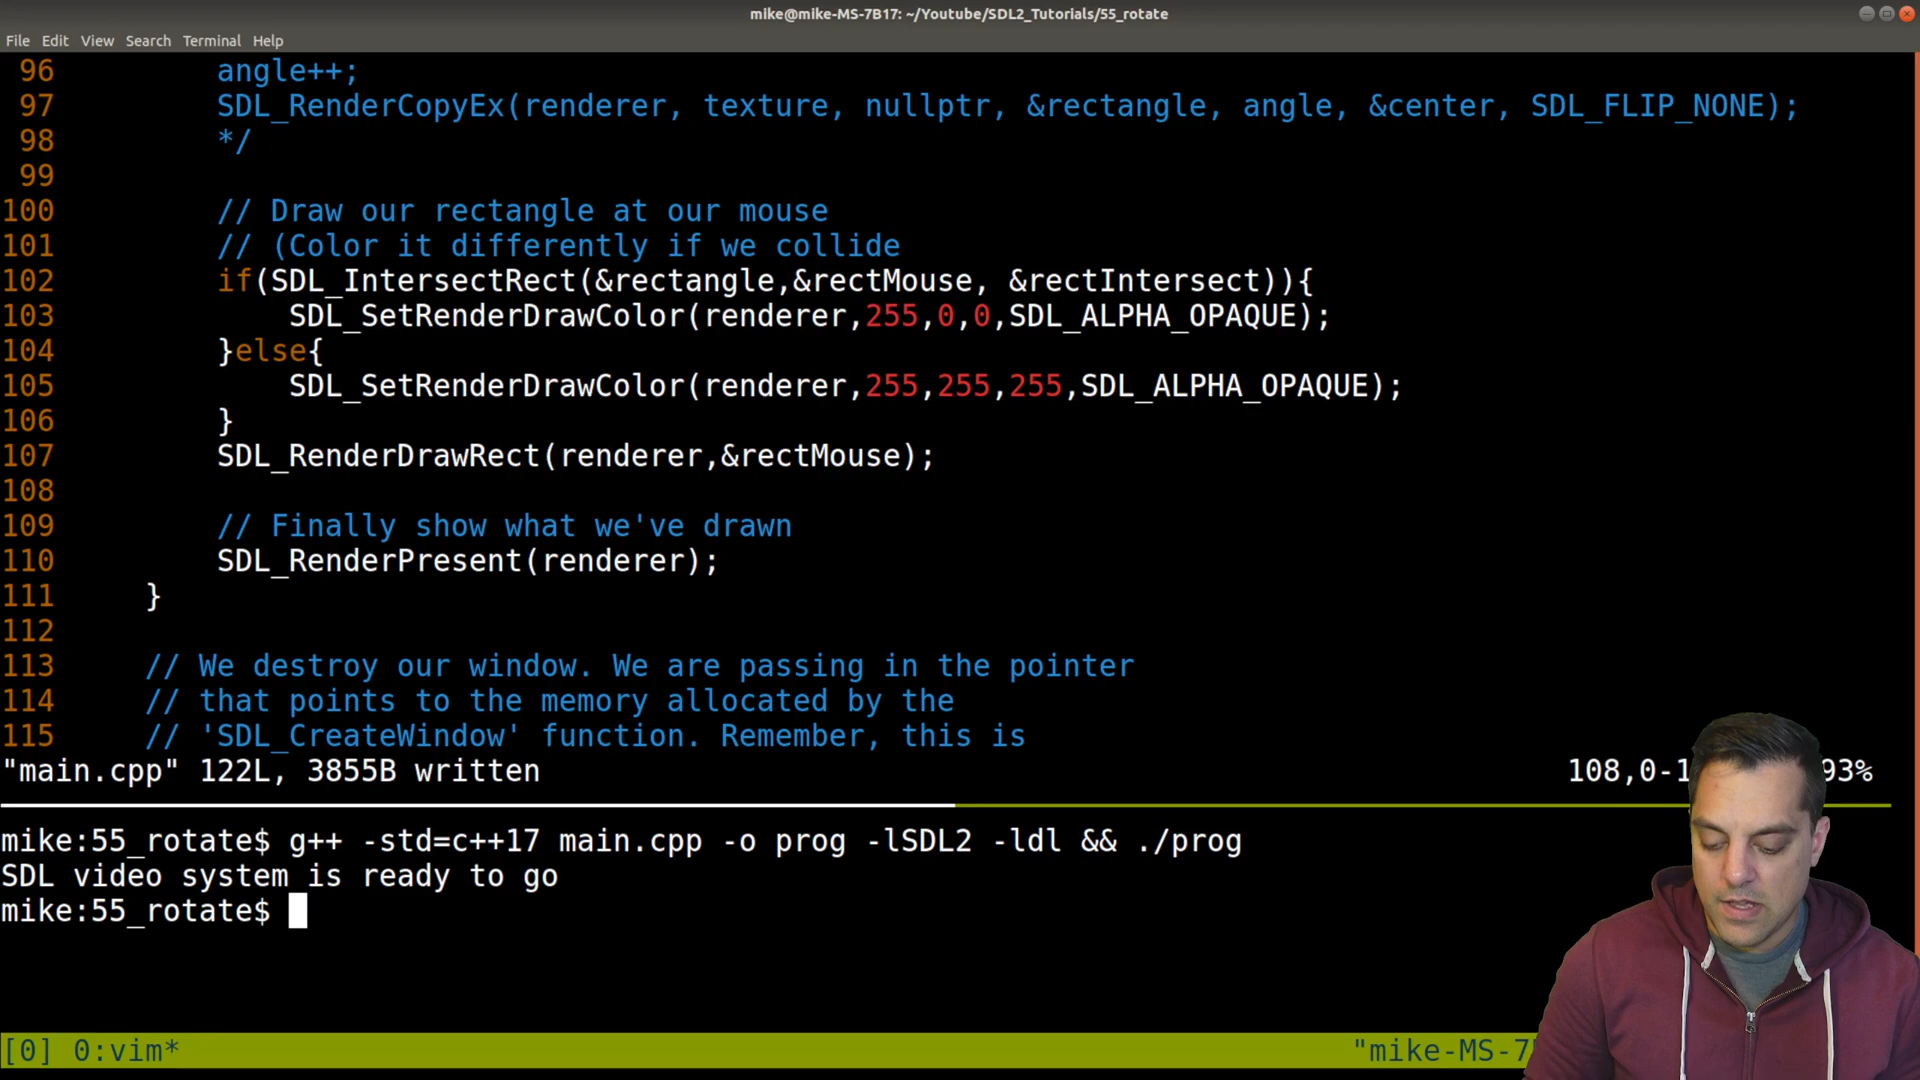 mike@mike-MS-7B17: ~/Youtube/SDL2_Tutorials/55_rotate
File Edit View Search Terminal Help
96 angle++;
97 SDL_RenderCopyEx(renderer, texture, nullptr, &rectangle, angle, &center, SDL_FLIP_NONE);
98 */
99
100 // Draw our rectangle at our mouse
101 // (Color it differently if we collide
102 if(SDL_IntersectRect(&rectangle,&rectMouse, &rectIntersect)){
103 SDL_SetRenderDrawColor(renderer,255,0,0,SDL_ALPHA_OPAQUE);
104 }else{
105 SDL_SetRenderDrawColor(renderer,255,255,255,SDL_ALPHA_OPAQUE);
106 }
107 SDL_RenderDrawRect(renderer,&rectMouse);
108
109 // Finally show what we've drawn
110 SDL_RenderPresent(renderer);
111 }
112
113 // We destroy our window. We are passing in the pointer
114 // that points to the memory allocated by the
115 // 'SDL_CreateWindow' function. Remember, this is
"main.cpp" 122L, 3855B written 108,0-1 93%
mike:55_rotate$ g++ -std=c++17 main.cpp -o prog -lSDL2 -ldl && ./prog
SDL video system is ready to go
mike:55_rotate$
[0] 0:vim* "mike-MS-7